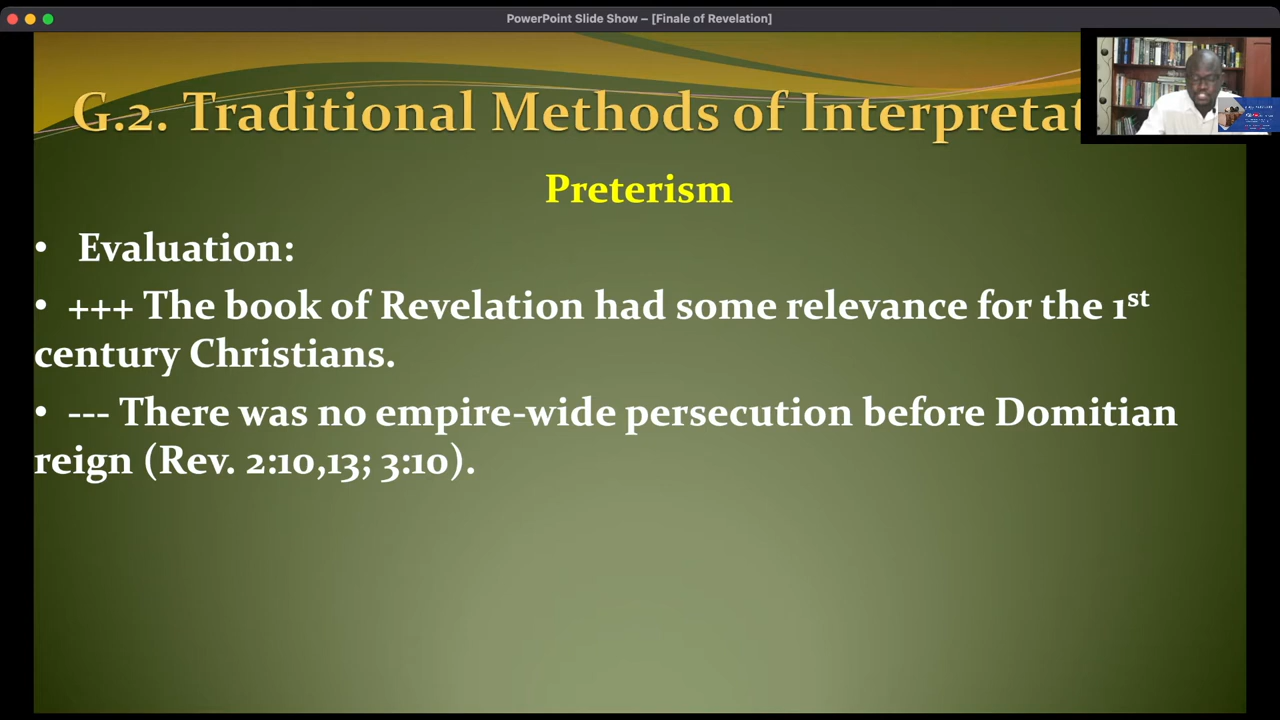 PowerPoint Slide Show – [Finale of Revelation]
G.2. Traditional Methods of Interpretat
Preterism
• Evaluation:
• +++ The book of Revelation had some relevance for the 1st
century Christians.
• --- There was no empire-wide persecution before Domitian
reign (Rev. 2:10,13; 3:10).